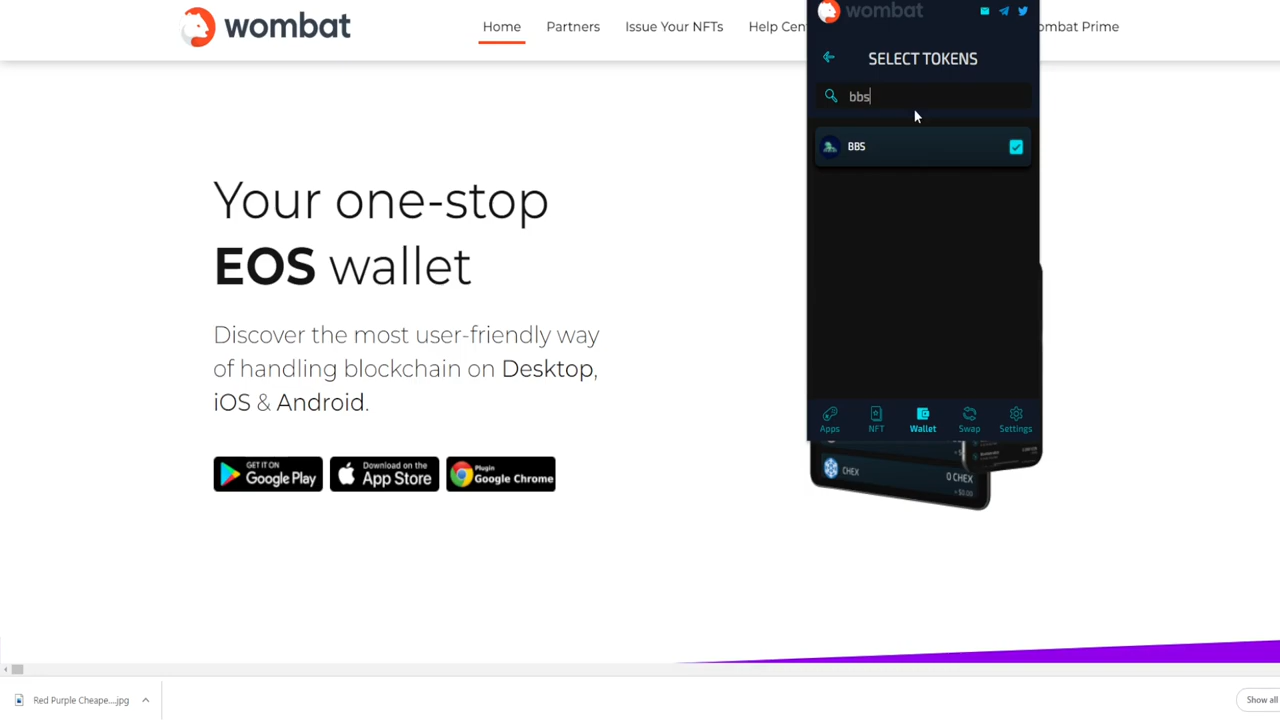 wombat
Home
Partners
Issue Your NFTs
Help Cen
ombat Prime
wombat
SELECT TOKENS
bbs
BBS
Your one-stop
EOS wallet
Discover the most user-friendly way
of handling blockchain on Desktop,
iOS & Android.
GET IT ON
Google Play
Download on the
App Store
Plugin
Google Chrome
Apps
NFT
Wallet
Swap
Settings
CHEX
0 CHEX
Red Purple Cheape....jpg
Show all